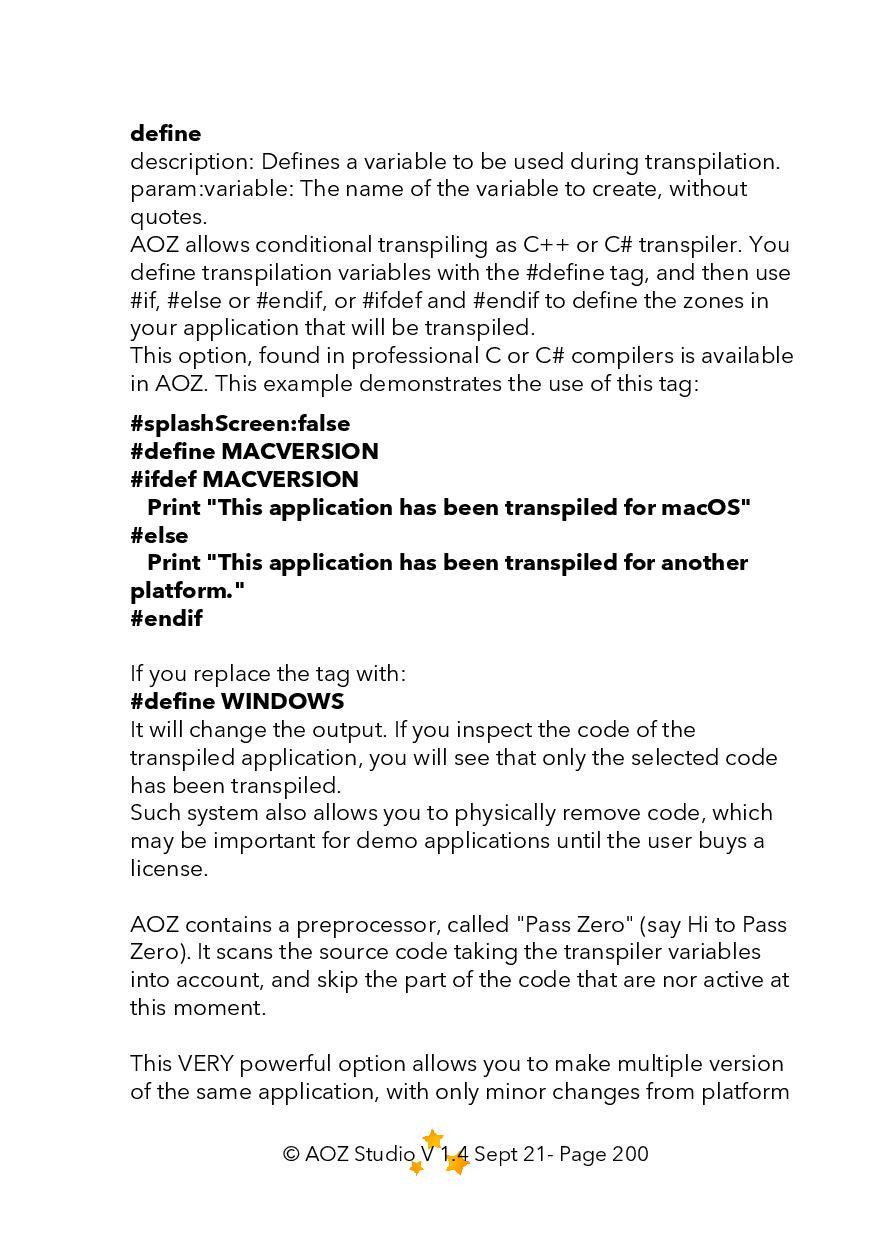 define
description: Defines a variable to be used during transpilation.
param:variable: The name of the variable to create, without
quotes.
AOZ allows conditional transpiling as C++ or C# transpiler. You
define transpilation variables with the #define tag, and then use
#if, #else or #endif, or #ifdef and #endif to define the zones in
your application that will be transpiled.
This option, found in professional C or C# compilers is available
in AOZ. This example demonstrates the use of this tag:
#splashScreen:false
#define MACVERSION
#ifdef MACVERSION
Print "This application has been transpiled for macOS"
#else
Print "This application has been transpiled for another
platform."
#endif
If you replace the tag with:
#define WINDOWS
It will change the output. If you inspect the code of the
transpiled application, you will see that only the selected code
has been transpiled.
Such system also allows you to physically remove code, which
may be important for demo applications until the user buys a
license.
AOZ contains a preprocessor, called "Pass Zero" (say Hi to Pass
Zero). It scans the source code taking the transpiler variables
into account, and skip the part of the code that are nor active at
this moment.
This VERY powerful option allows you to make multiple version
of the same application, with only minor changes from platform
© AOZ Studio V 1.4 Sept 21- Page 200